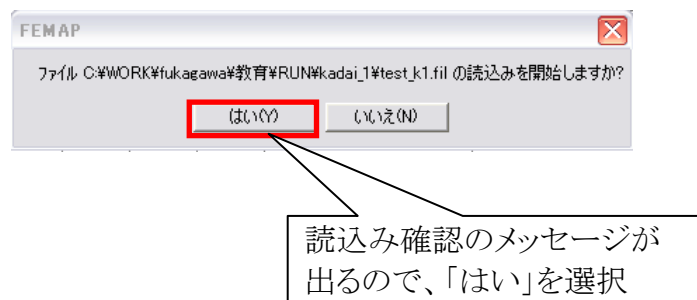 FEMAP
ファイル C:¥WORK¥fukagawa¥教育¥RUN¥kadai_1¥test_k1.fil の読込みを開始しますか?
はい(Y) いいえ(N)
読込み確認のメッセージが
出るので、「はい」を選択